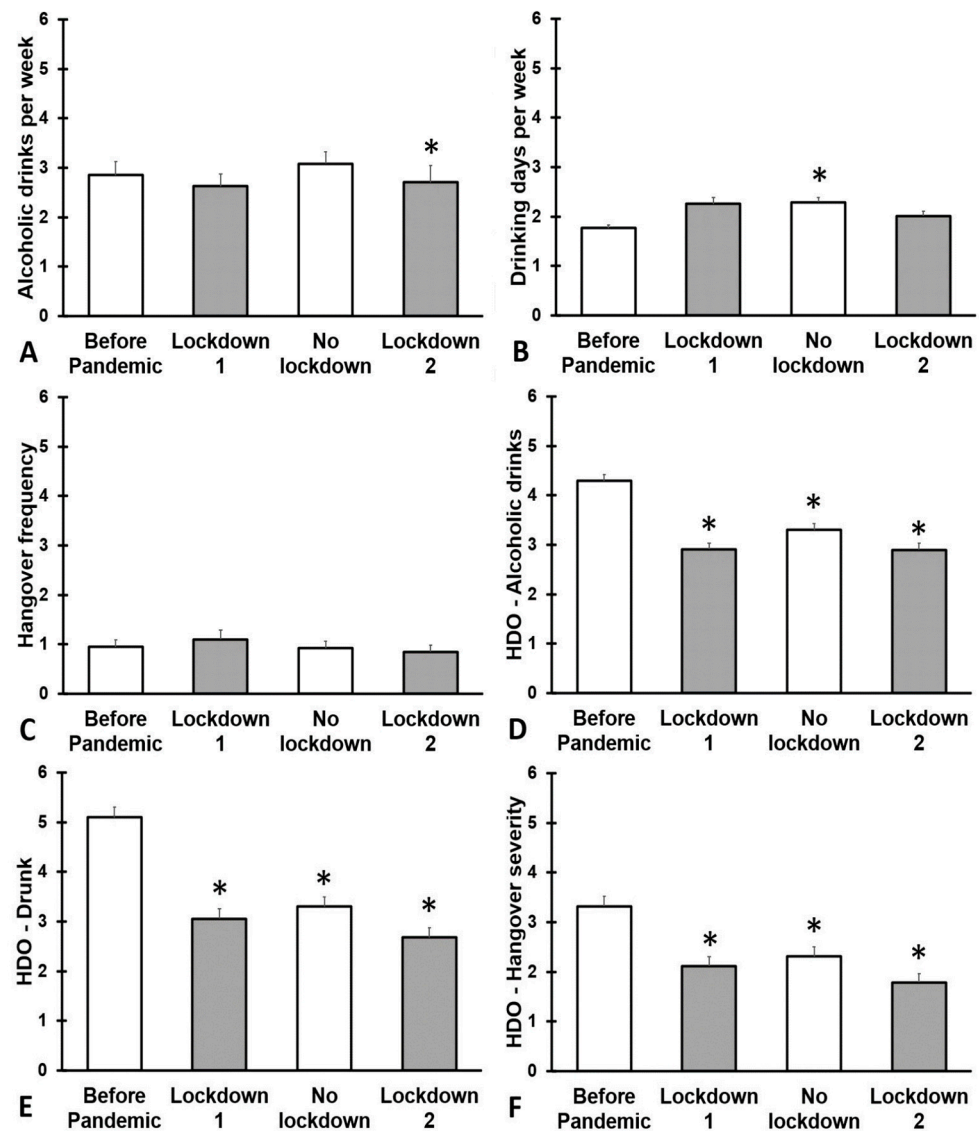 Alcoholic drinks per week
6
5
4
3
2
1
0
*
Before
Pandemic
Lockdown
1
No
lockdown
Lockdown
2
A
Drinking days per week
6
5
4
3
2
1
0
*
Before
Pandemic
Lockdown
1
No
lockdown
Lockdown
2
B
Hangover frequency
6
5
4
3
2
1
0
Before
Pandemic
Lockdown
1
No
lockdown
Lockdown
2
C
HDO - Alcoholic drinks
6
5
4
3
2
1
0
*
*
*
Before
Pandemic
Lockdown
1
No
lockdown
Lockdown
2
D
HDO - Drunk
6
5
4
3
2
1
0
*
*
*
Before
Pandemic
Lockdown
1
No
lockdown
Lockdown
2
E
HDO - Hangover severity
6
5
4
3
2
1
0
*
*
*
Before
Pandemic
Lockdown
1
No
lockdown
Lockdown
2
F